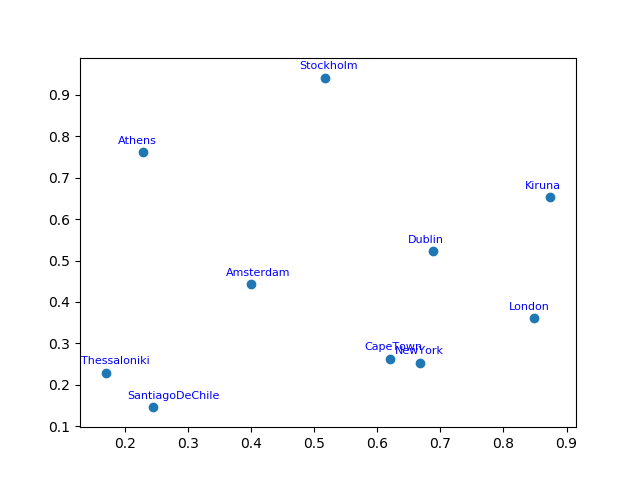 Stockholm
0.9
Athens
0.8
0.7
Kiruna
0.6
Dublin
0.5
Amsterdam
0.4
London
0.3
CapeTown
NewYork
Thessaloniki
0.2
SantiagoDeChile
0.1
0.2 0.3 0.4 0.5 0.6 0.7 0.8 0.9